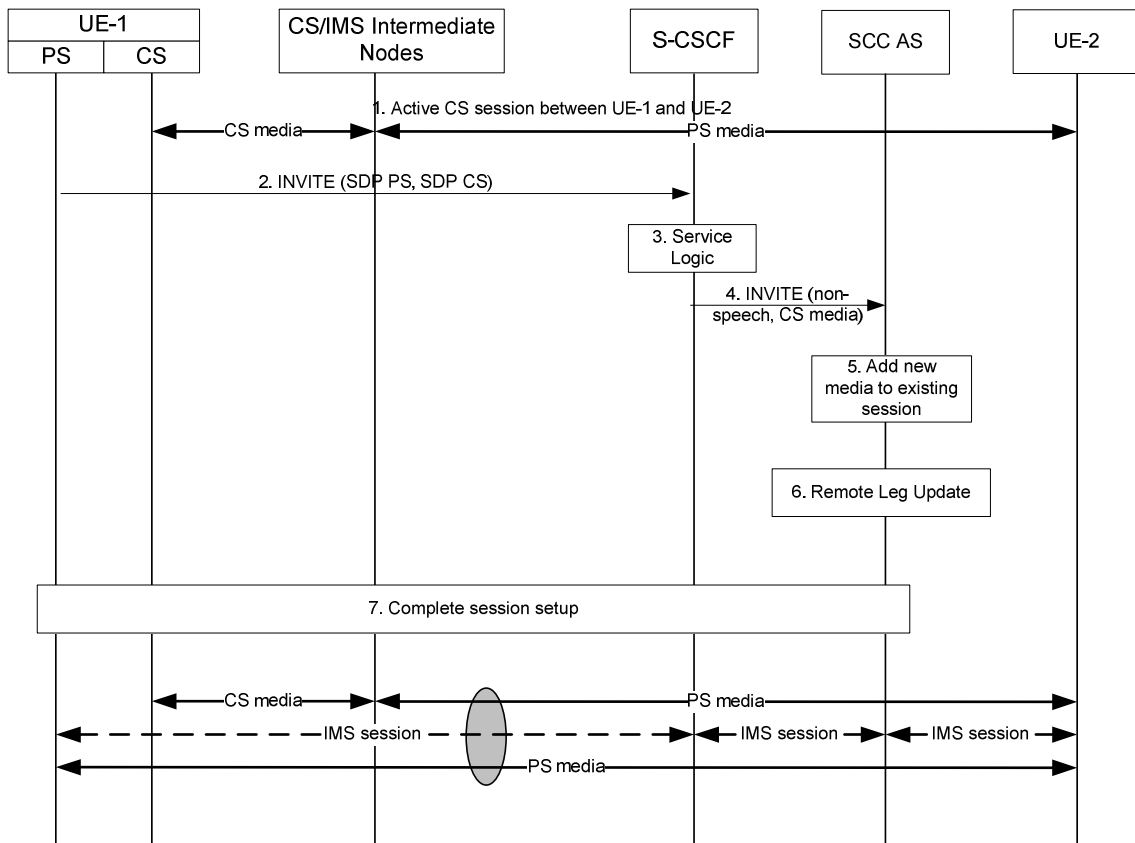 UE-1
PS
CS
CS/IMS Intermediate
Nodes
S-CSCF
SCC AS
UE-2
1. Active CS session between UE-1 and UE-2
CS media
PS media
2. INVITE (SDP PS, SDP CS)
3. Service
Logic
4. INVITE (non-
speech, CS media)
5. Add new
media to existing
session
6. Remote Leg Update
7. Complete session setup
CS media
PS media
IMS session
IMS session
IMS session
PS media